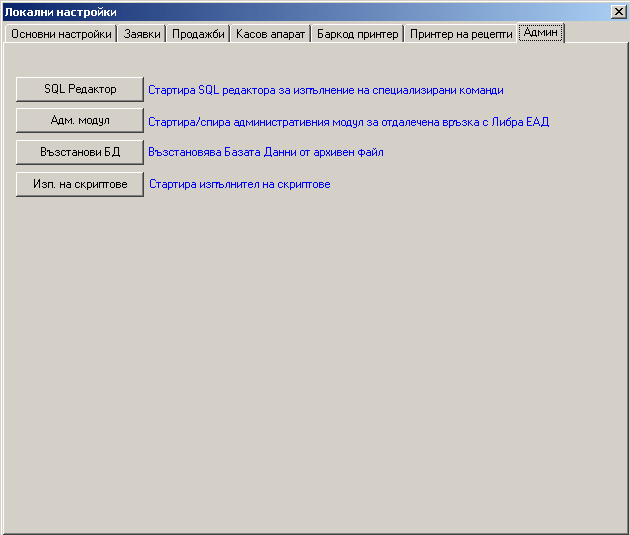 Локални настройки
Основни настройки Заявки Продажби Касов апарат Баркод принтер Принтер на рецепти Админ
SQL Редактор Стартира SQL редактора за изпълнение на специализирани команди
Адм. модул Стартира/спира административния модул за отдалечена връзка с Либра ЕАД
Възстанови БД Възстановява Базата Данни от архивен файл
Изп. на скриптове Стартира изпълнител на скриптове